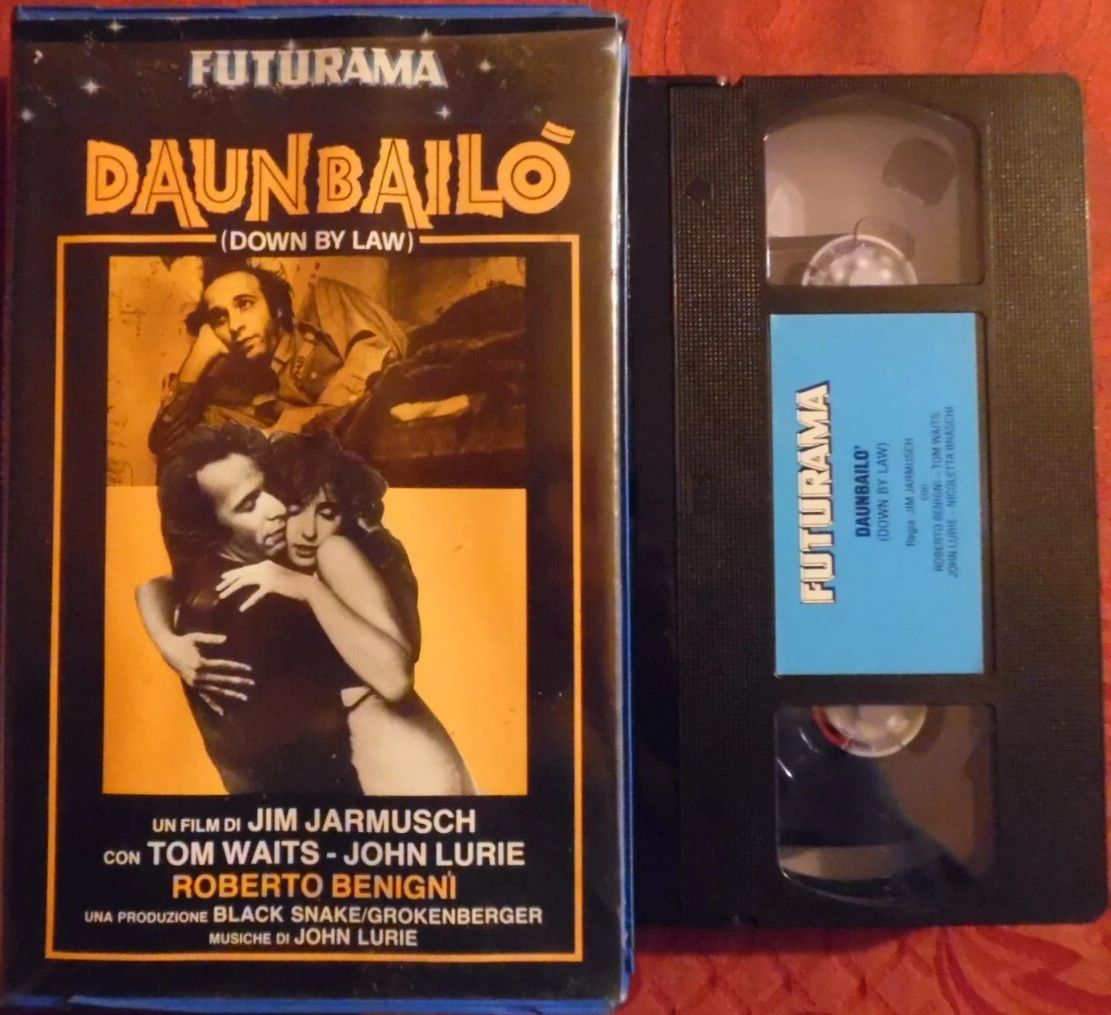 FUTURAMA
DAUNBAILÒ
(DOWN BY LAW)
UN FILM DI JIM JARMUSCH
CON TOM WAITS - JOHN LURIE
ROBERTO BENIGNI
UNA PRODUZIONE BLACK SNAKE/GROKENBERGER
MUSICHE DI JOHN LURIE
FUTURAMA
DAUNBAILO'
(DOWN BY LAW)
Regia JIM JARMUSCH
con
ROBERTO BENIGNI - TOM WAITS
JOHN LURIE - NICOLETTA BRASCHI